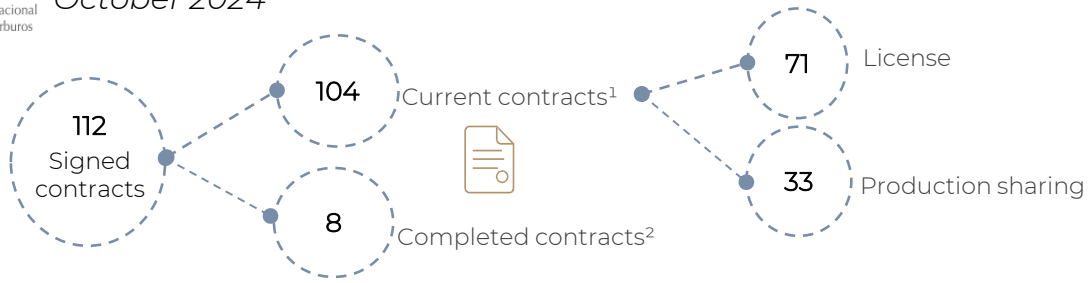 acional
rburos
October 2024
112
Signed
contracts
104
Current contracts¹
8
Completed contracts²
71
License
33
Production sharing